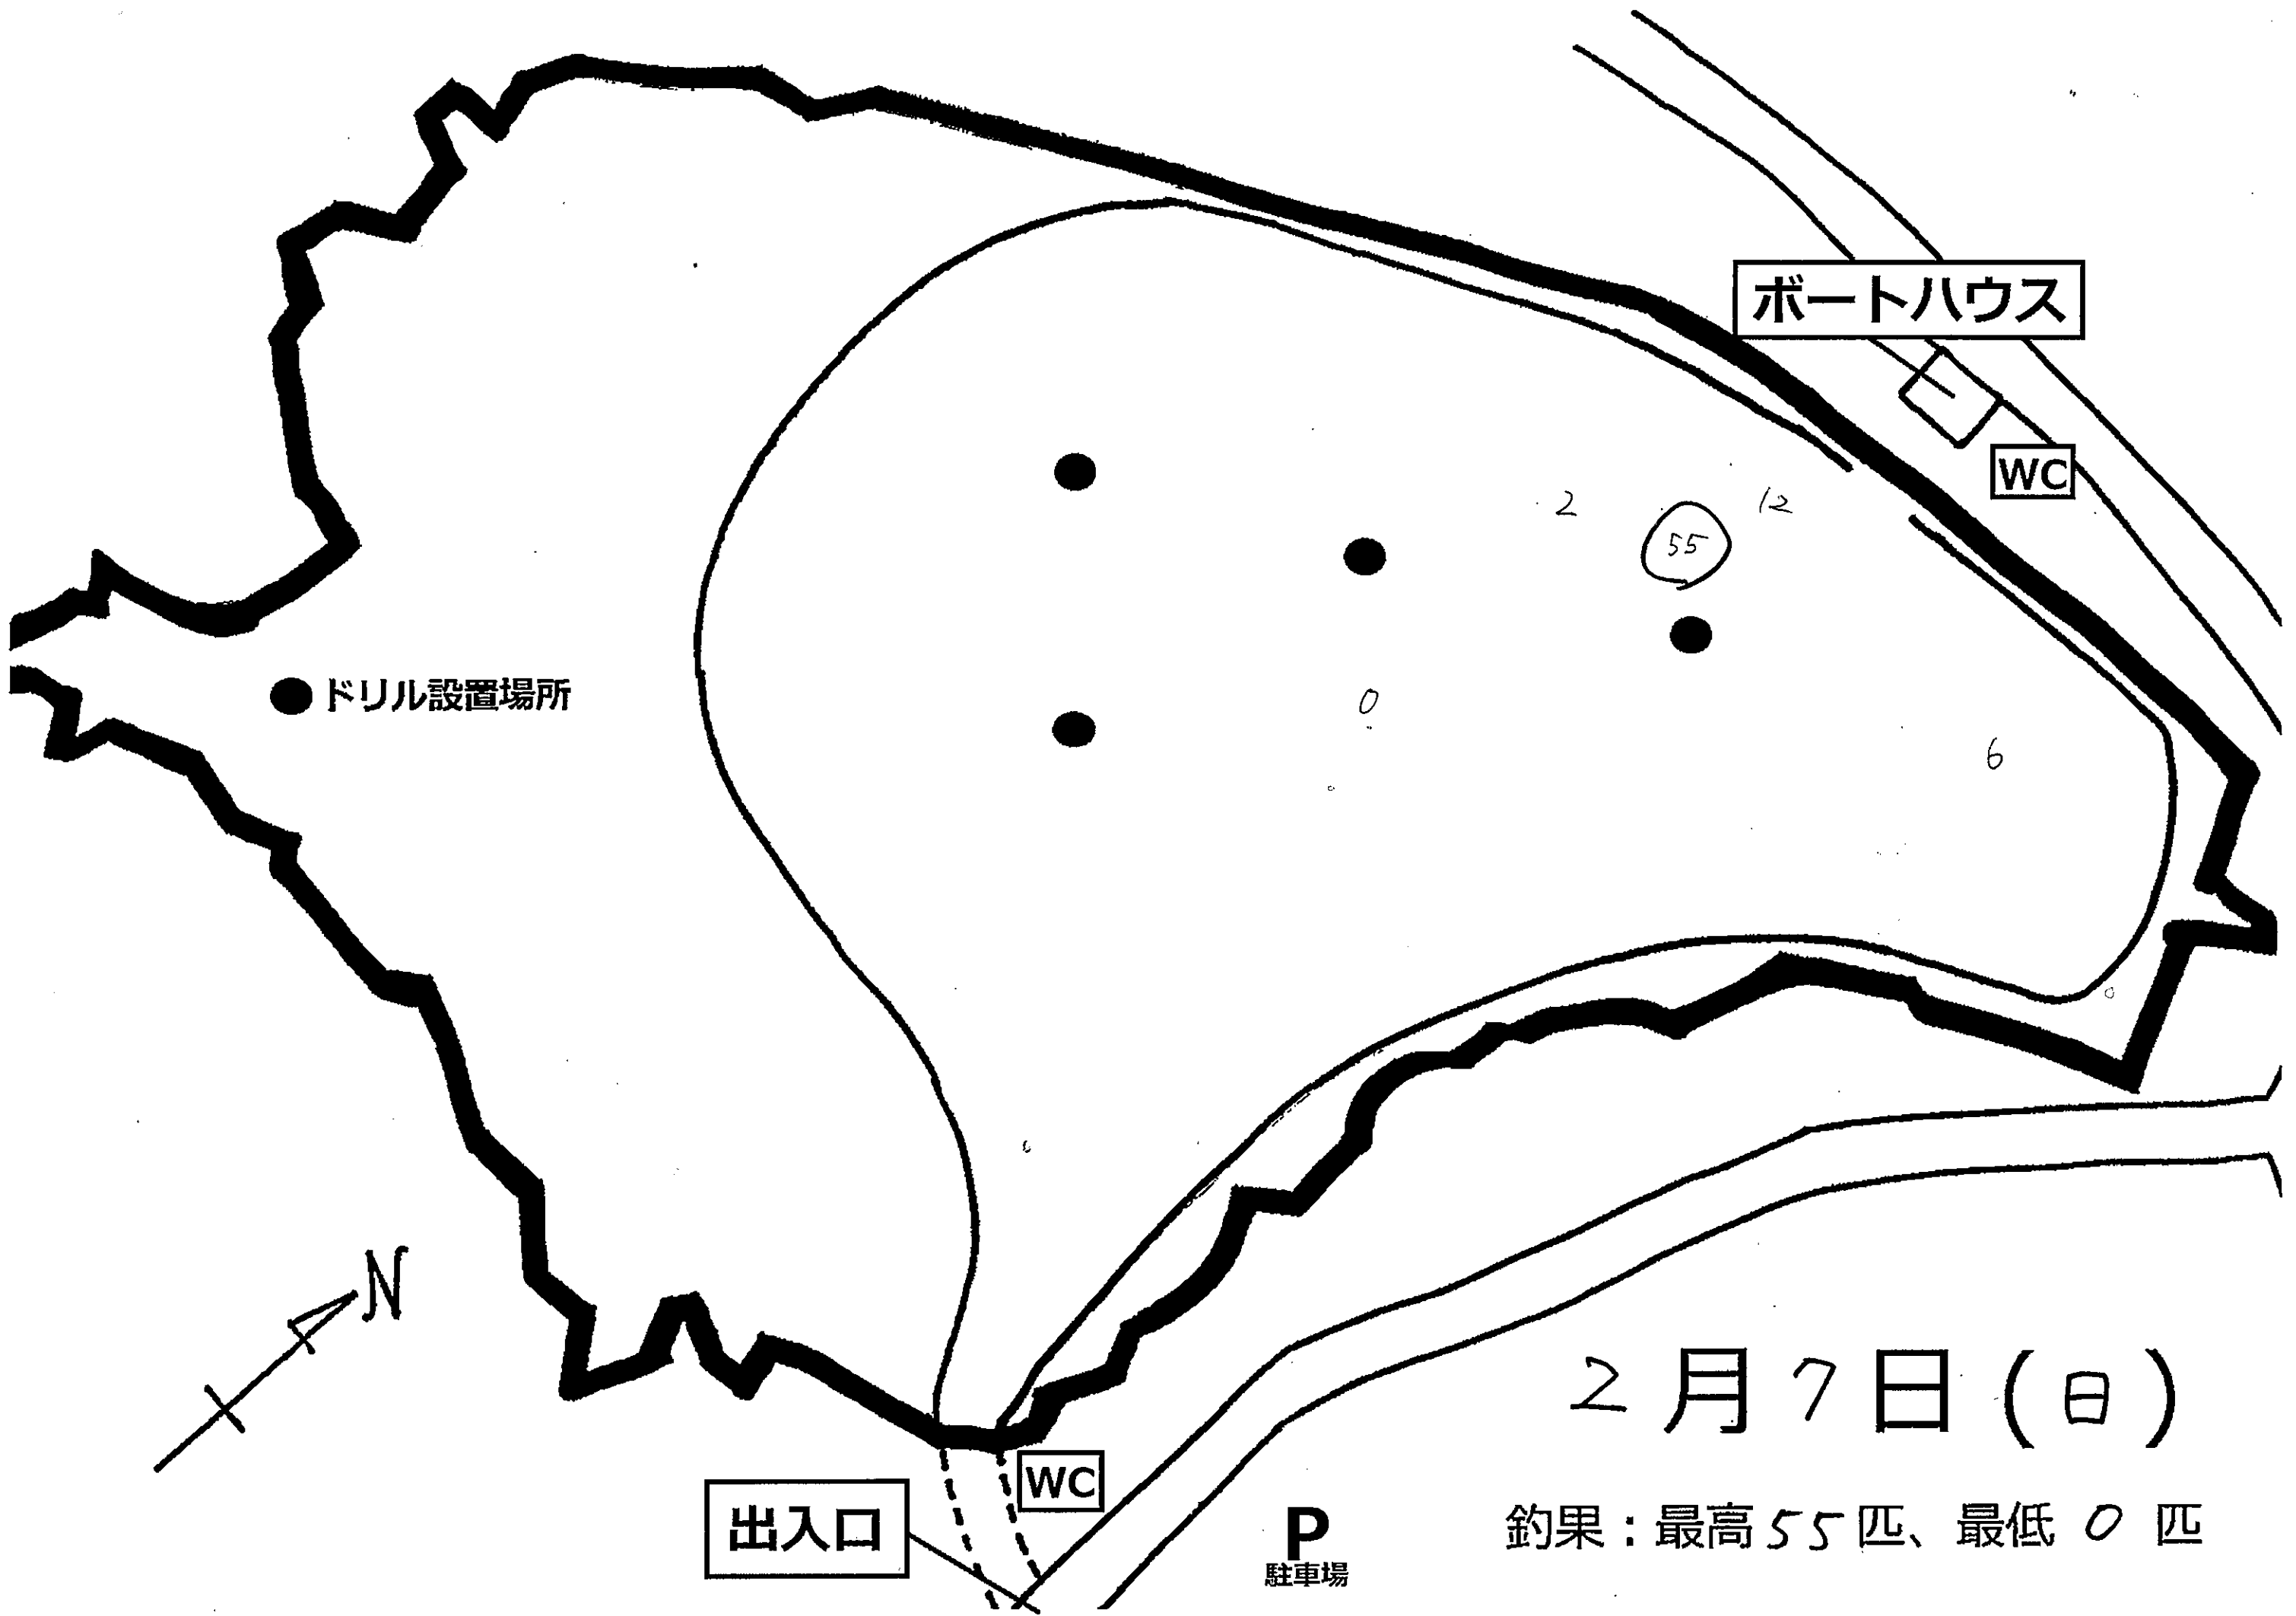 ボートハウス
WC
2
12
55
ドリル設置場所
0
6
N
2月7日(日)
WC
出入口
P
駐車場
釣果:最高55匹、最低0匹